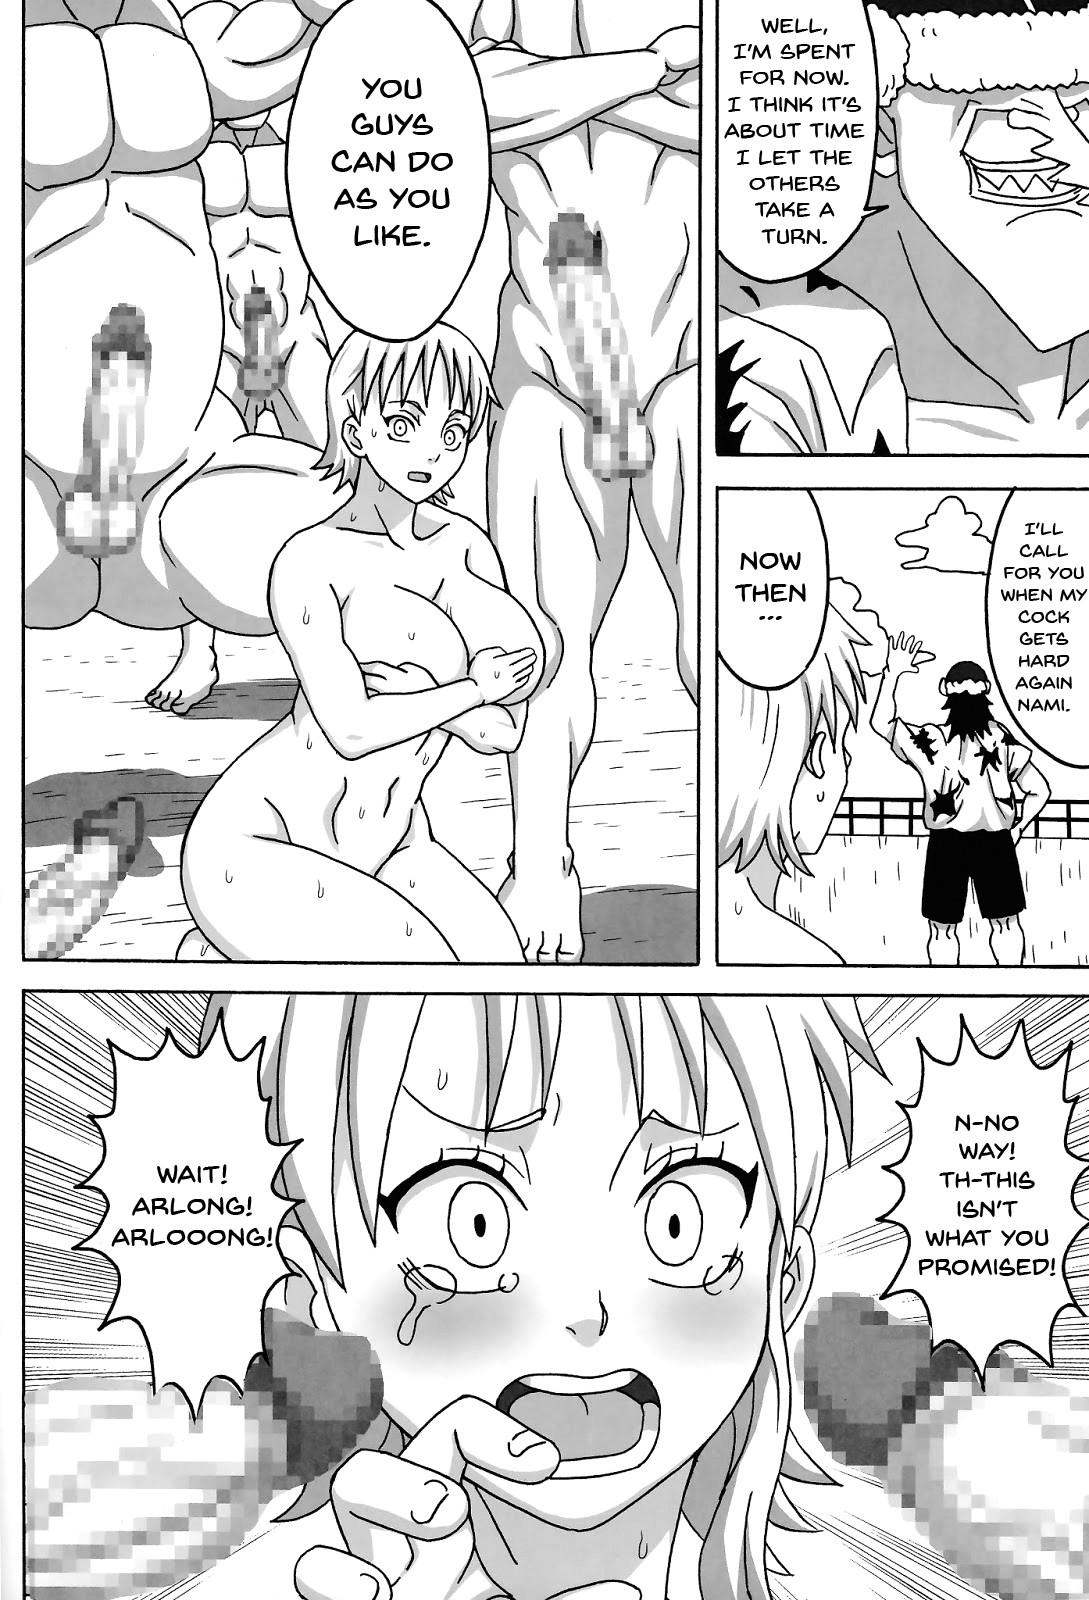 WELL,
I'M SPENT
FOR NOW.
I THINK IT'S
ABOUT TIME
I LET THE
OTHERS
TAKE A
TURN.
YOU
GUYS
CAN DO
AS YOU
LIKE.
I'LL
CALL
FOR YOU
WHEN MY
COCK
GETS
HARD
AGAIN
NAMI.
NOW
THEN
...
N-NO
WAY!
TH-THIS
ISN'T
WHAT YOU
PROMISED!
WAIT!
ARLONG!
ARLOOONG!